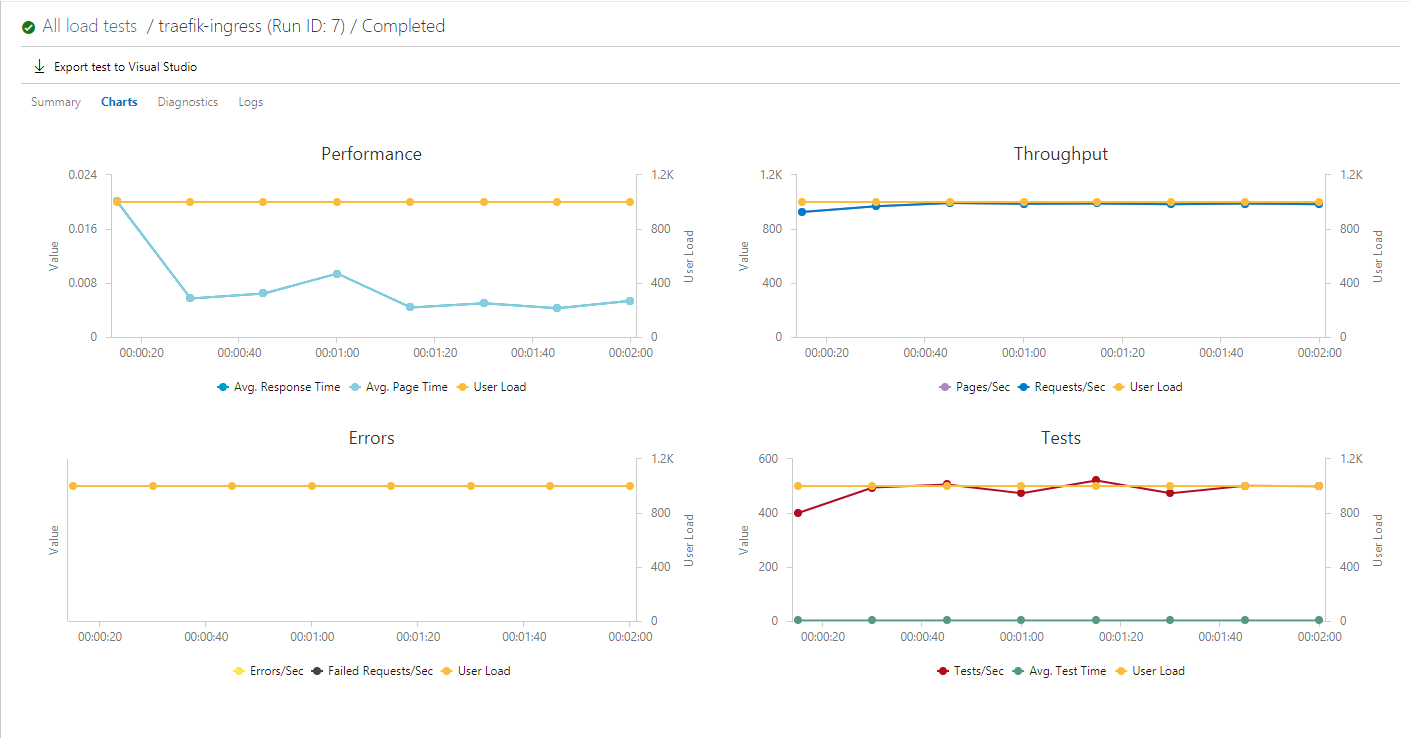 All load tests / traefik-ingress (Run ID: 7) / Completed
Export test to Visual Studio
Summary Charts Diagnostics Logs
Performance
0.024
0.016
0.008
0
Value
1.2K
800
400
0
User Load
00:00:20 00:00:40 00:01:00 00:01:20 00:01:40 00:02:00
Avg. Response Time Avg. Page Time User Load
Throughput
1.2K
800
400
0
Value
1.2K
800
400
0
User Load
00:00:20 00:00:40 00:01:00 00:01:20 00:01:40 00:02:00
Pages/Sec Requests/Sec User Load
Errors
Value
1.2K
800
400
0
User Load
00:00:20 00:00:40 00:01:00 00:01:20 00:01:40 00:02:00
Errors/Sec Failed Requests/Sec User Load
Tests
600
400
200
0
Value
1.2K
800
400
0
User Load
00:00:20 00:00:40 00:01:00 00:01:20 00:01:40 00:02:00
Tests/Sec Avg. Test Time User Load